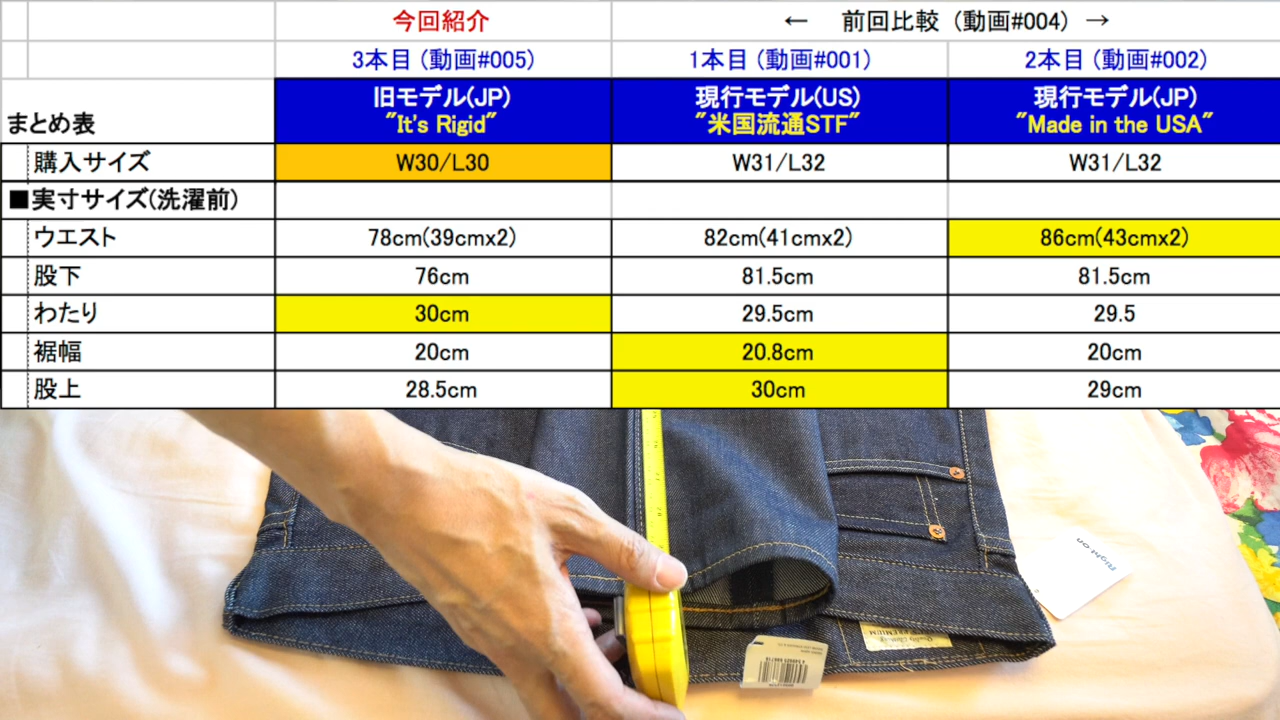 今回紹介
← 前回比較（動画#004）→
3本目（動画#005）
1本目（動画#001）
2本目（動画#002）
まとめ表
旧モデル(JP)
"It's Rigid"
現行モデル(US)
"米国流通STF"
現行モデル(JP)
"Made in the USA"
購入サイズ
W30/L30
W31/L32
W31/L32
■実寸サイズ(洗濯前)
ウエスト
78cm(39cmx2)
82cm(41cmx2)
86cm(43cmx2)
股下
76cm
81.5cm
81.5cm
わたり
30cm
29.5cm
29.5
裾幅
20cm
20.8cm
20cm
股上
28.5cm
30cm
29cm
Right on
PREMIUM